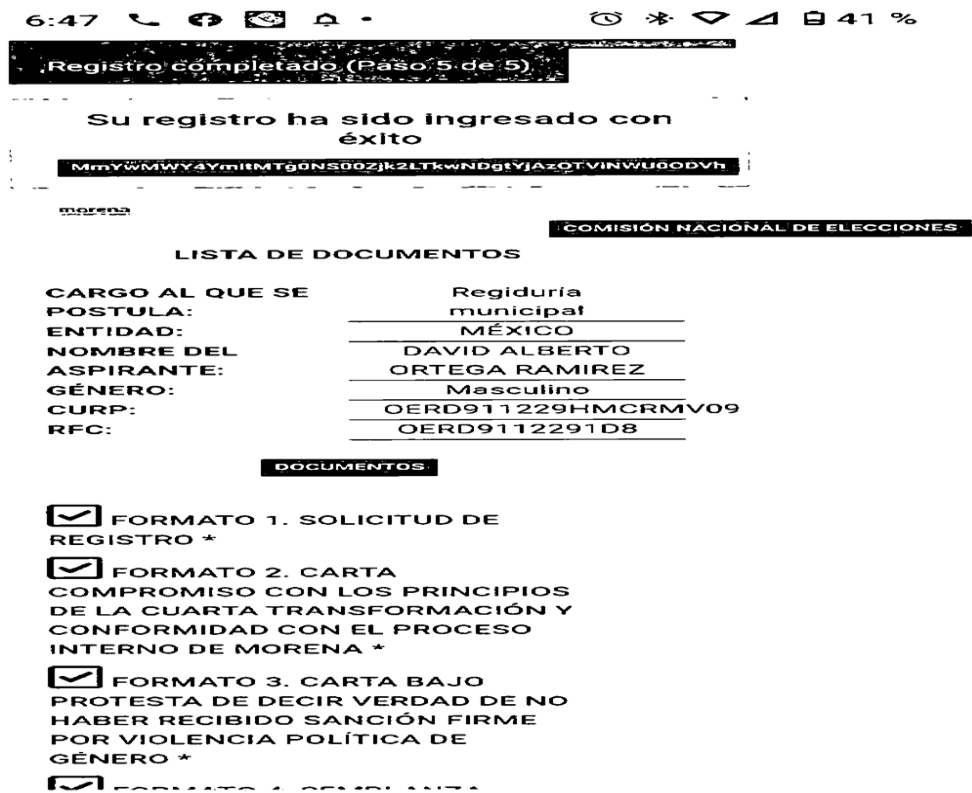 6:47
41 %
Registro completado (Paso 5 de 5)
Su registro ha sido ingresado con
éxito
morena
COMISIÓN NACIONAL DE ELECCIONES
LISTA DE DOCUMENTOS
CARGO AL QUE SE
POSTULA:
Regiduría
municipal
ENTIDAD:
MÉXICO
NOMBRE DEL
ASPIRANTE:
DAVID ALBERTO
ORTEGA RAMIREZ
GÉNERO:
Masculino
CURP:
OERD911229HMCRMV09
RFC:
OERD9112291D8
DOCUMENTOS
FORMATO 1. SOLICITUD DE
REGISTRO *
FORMATO 2. CARTA
COMPROMISO CON LOS PRINCIPIOS
DE LA CUARTA TRANSFORMACIÓN Y
CONFORMIDAD CON EL PROCESO
INTERNO DE MORENA *
FORMATO 3. CARTA BAJO
PROTESTA DE DECIR VERDAD DE NO
HABER RECIBIDO SANCIÓN FIRME
POR VIOLENCIA POLÍTICA DE
GÉNERO *
FORMATO 4. SEMBLANZA